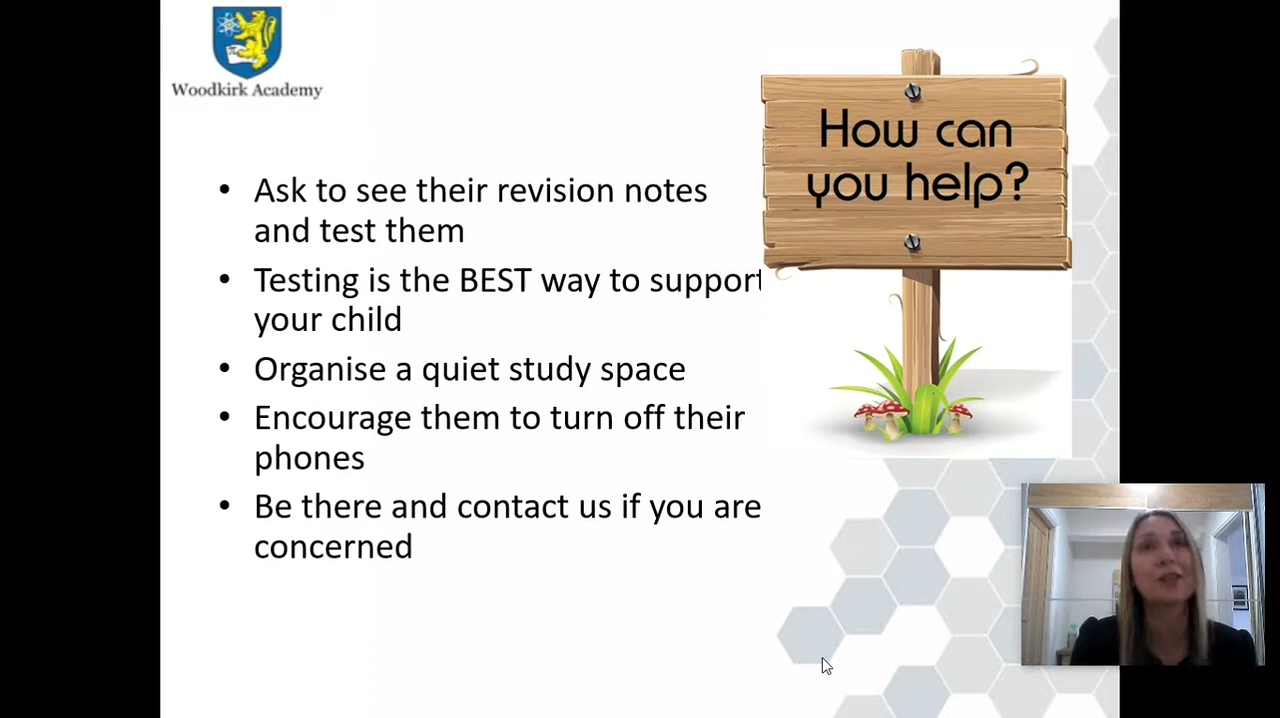 Woodkirk Academy
How can
you help?
• Ask to see their revision notes
and test them
• Testing is the BEST way to support
your child
• Organise a quiet study space
• Encourage them to turn off their
phones
• Be there and contact us if you are
concerned